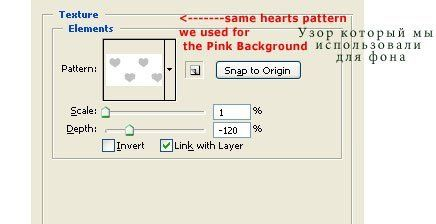 Texture
Elements
<-------same hearts pattern
we used for
the Pink Background
Узор который мы
использовали
для фона
Pattern:
Snap to Origin
Scale: 1 %
Depth: -120 %
Invert Link with Layer